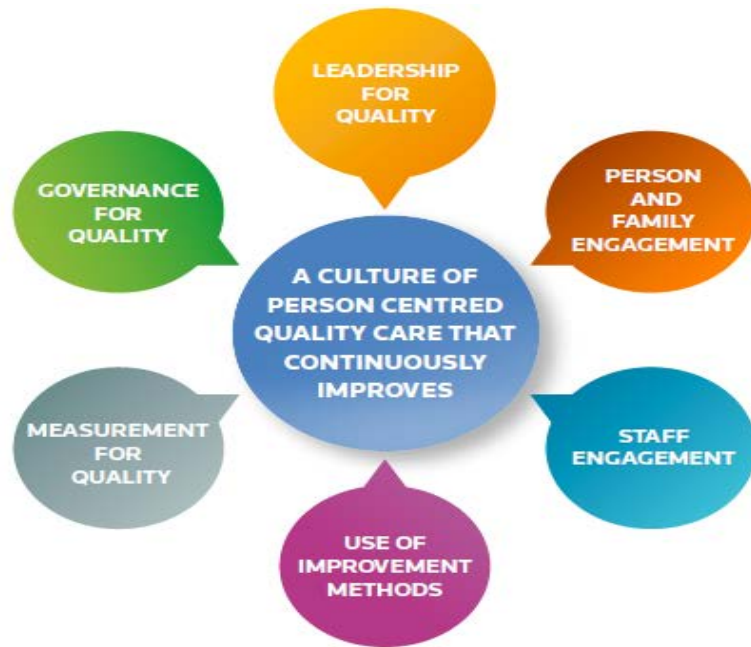 LEADERSHIP
FOR
QUALITY
PERSON
AND
FAMILY
ENGAGEMENT
STAFF
ENGAGEMENT
USE OF
IMPROVEMENT
METHODS
MEASUREMENT
FOR
QUALITY
GOVERNANCE
FOR
QUALITY
A CULTURE OF
PERSON CENTRED
QUALITY CARE THAT
CONTINUOUSLY
IMPROVES